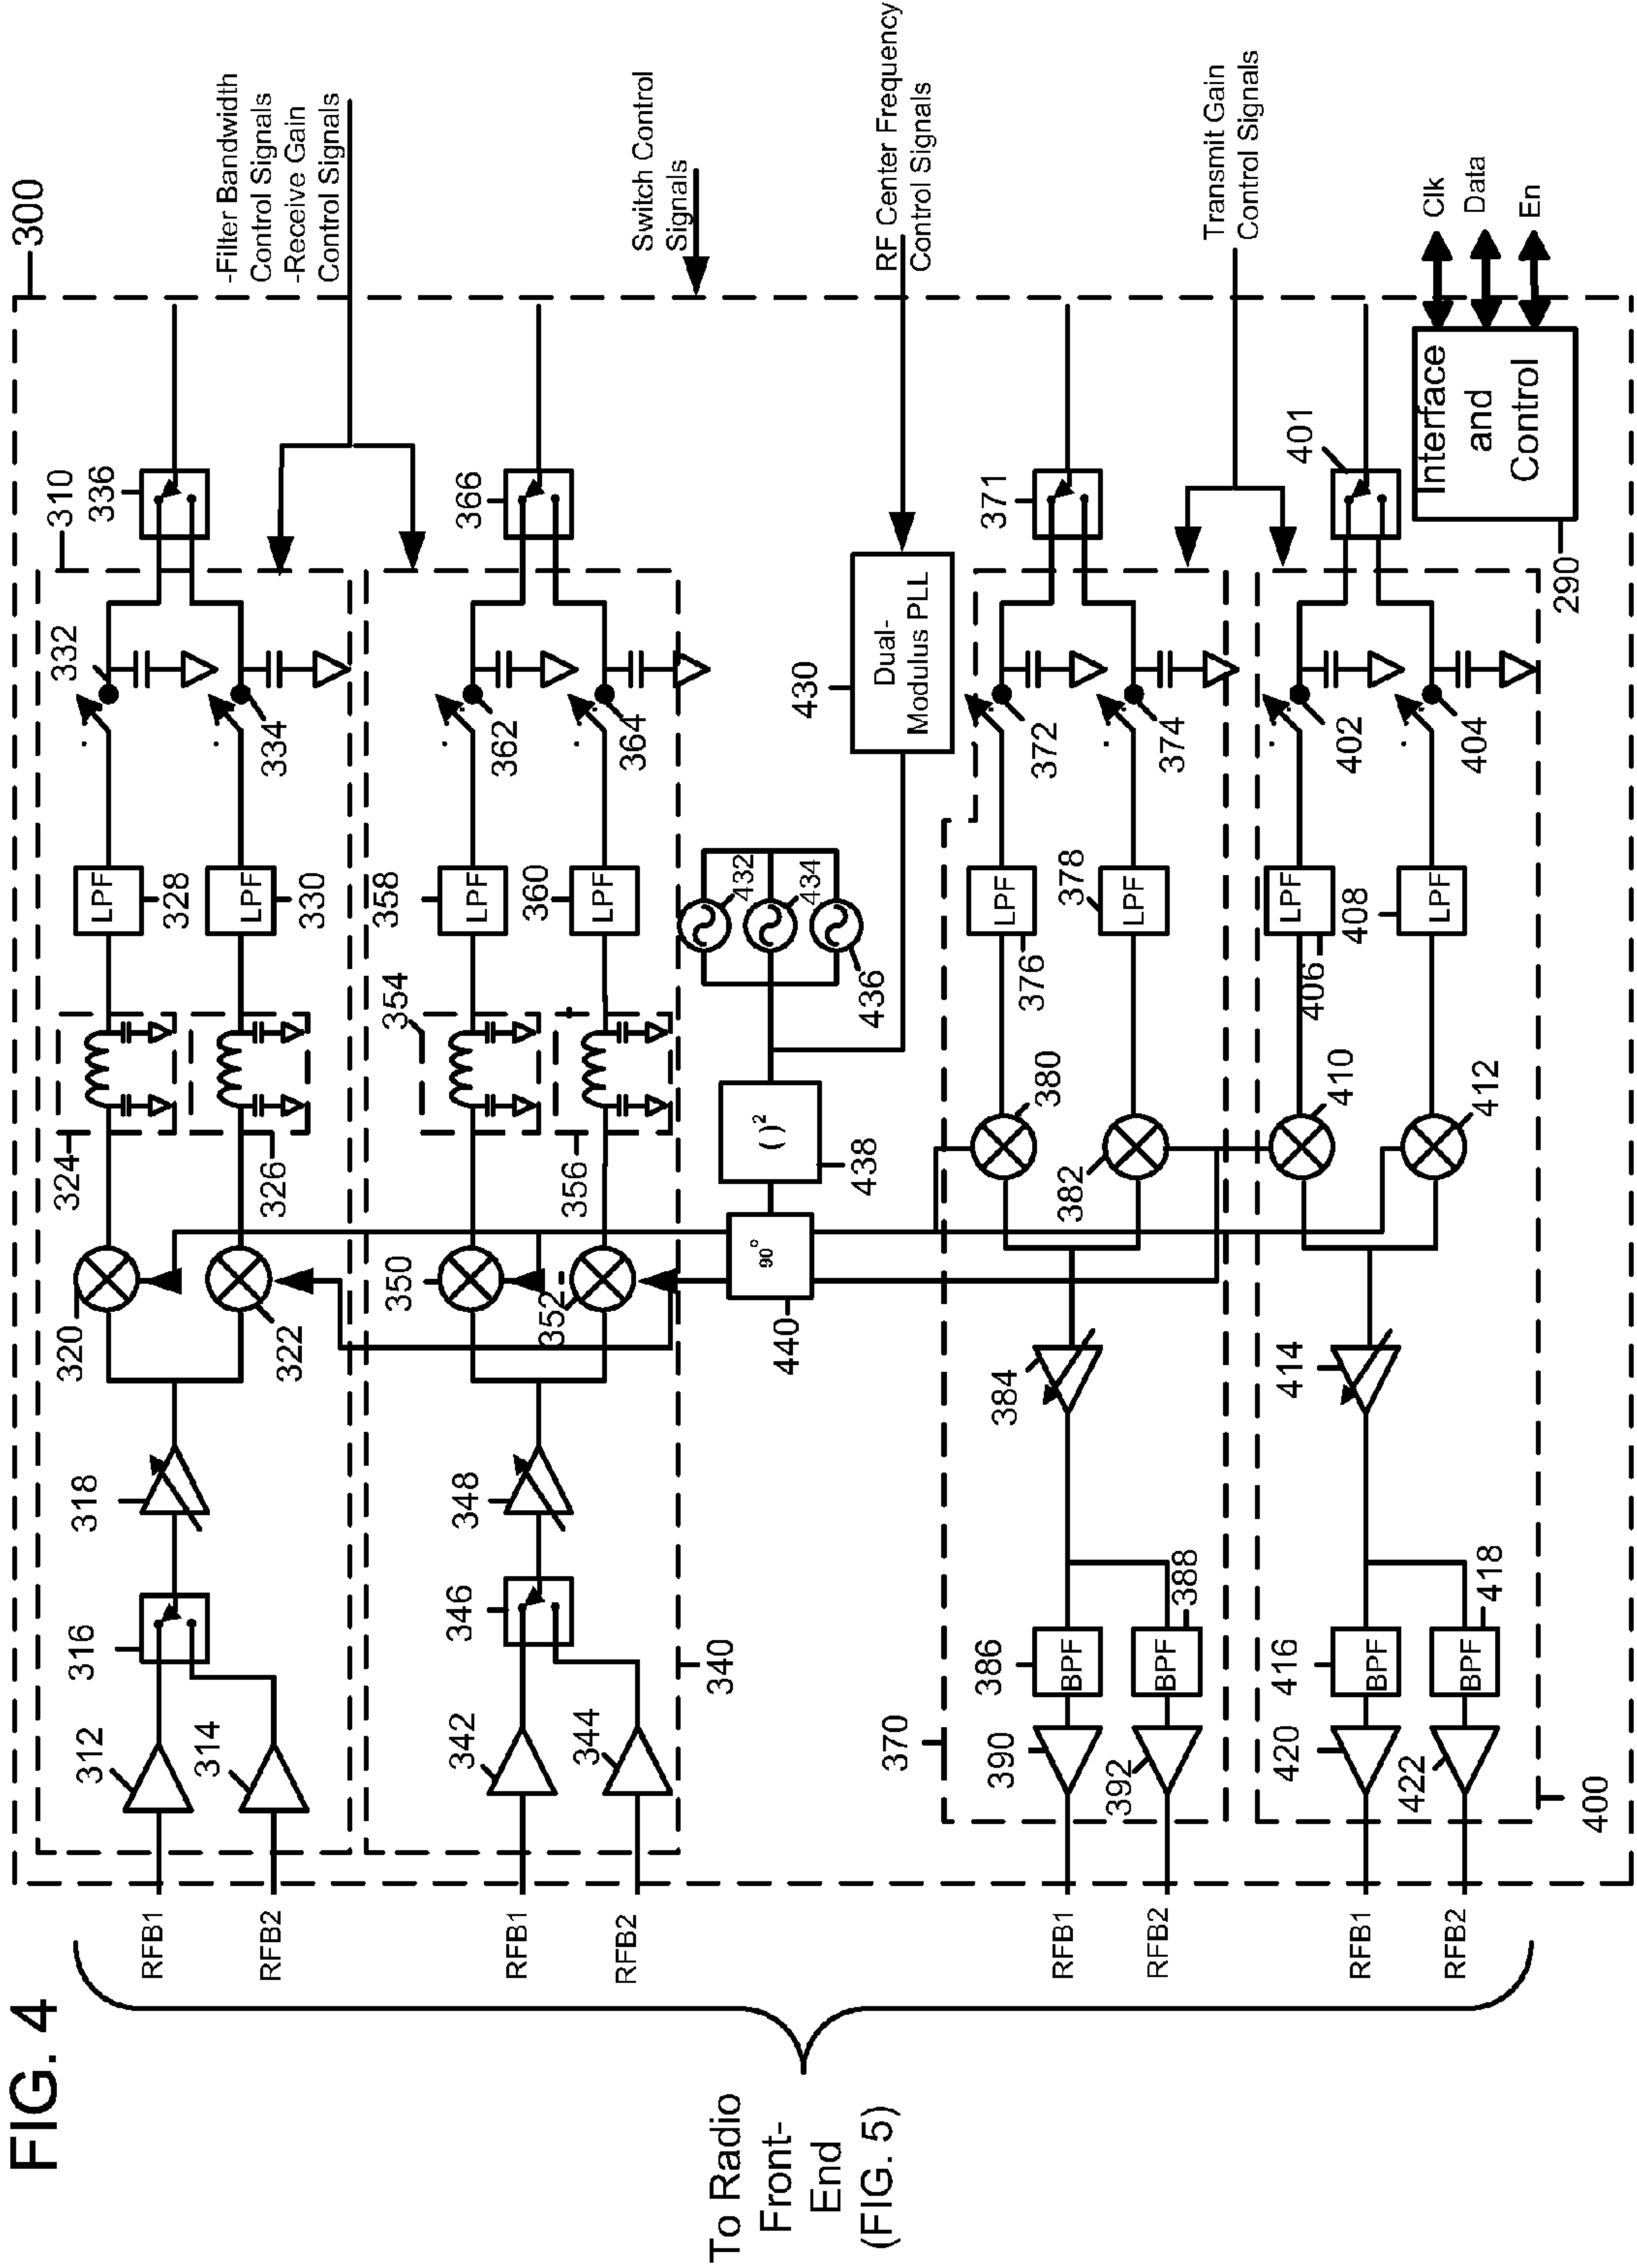 FIG. 4
300
-Filter Bandwidth
Control Signals
-Receive Gain
Control Signals
Switch Control
Signals
RF Center Frequency
Control Signals
Transmit Gain
Control Signals
Clk
Data
En
Interface
and
Control
290
310
312
314
316
318
320
322
324
326
LPF
328
LPF
330
332
334
336
340
342
344
346
348
350
352
354
356
358
LPF
360
LPF
362
364
366
430
Dual-
Modulus PLL
432
434
436
( )²
438
90°
440
370
371
372
374
LPF
376
378
LPF
380
382
384
386
BPF
388
BPF
390
392
400
401
402
404
LPF
406
408
LPF
410
412
414
416
BPF
418
BPF
420
422
RFB1
RFB2
RFB1
RFB2
RFB1
RFB2
RFB1
RFB2
To Radio
Front-
End
(FIG. 5)